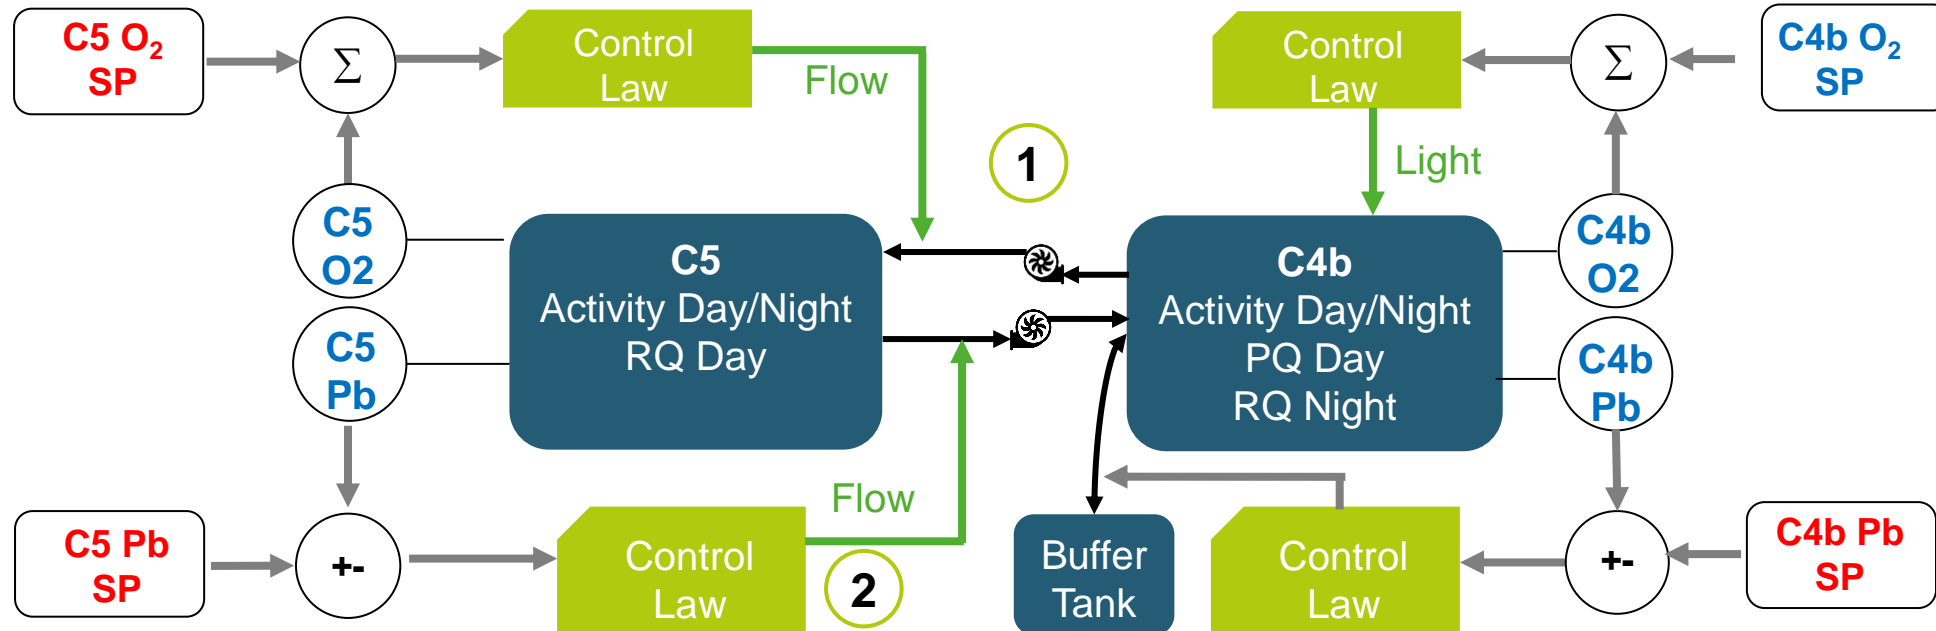 C5 O₂
SP
Σ
Control
Law
Flow
Control
Law
Σ
C4b O₂
SP
1
Light
C5
O2
C5
Activity Day/Night
RQ Day
C4b
Activity Day/Night
PQ Day
RQ Night
C4b
O2
C5
Pb
C4b
Pb
Flow
C5 Pb
SP
+-
Control
Law
2
Buffer
Tank
Control
Law
+-
C4b Pb
SP